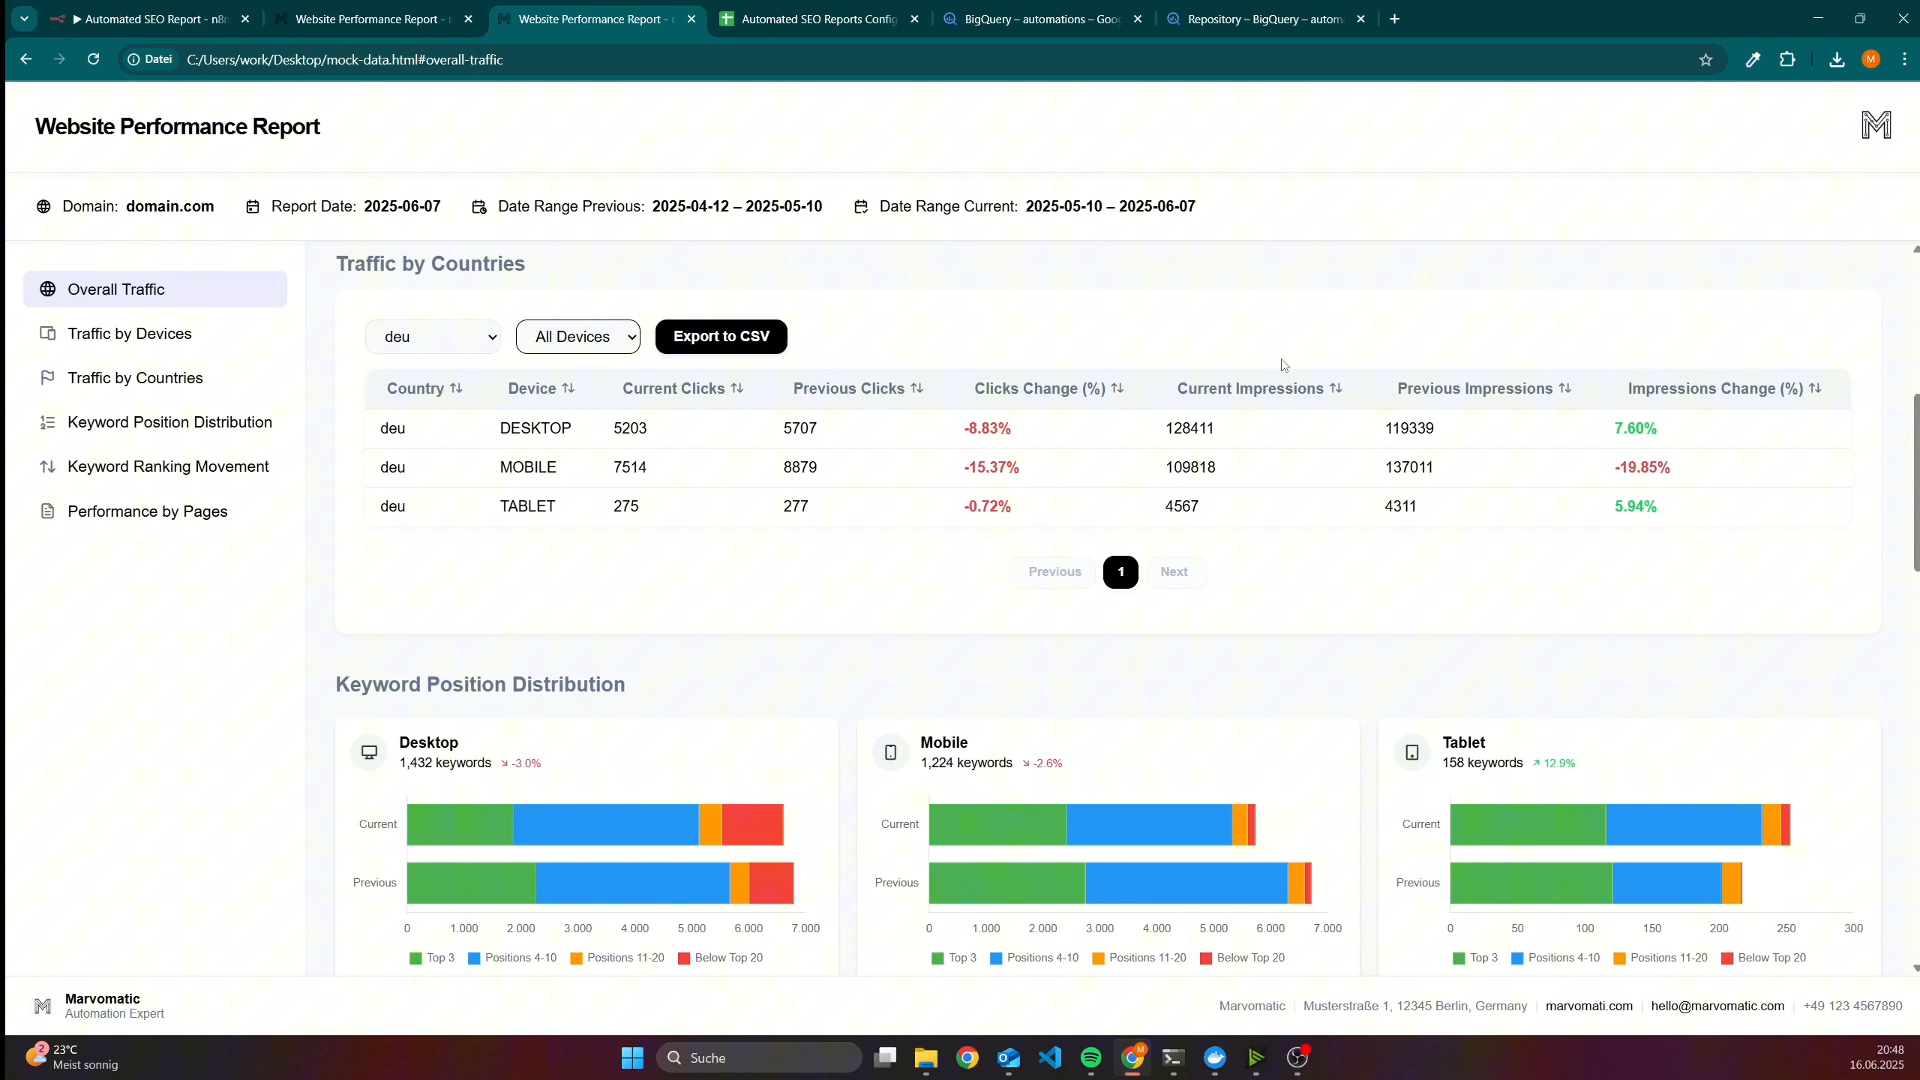 Automated SEO Report - n8n
Website Performance Report -
Website Performance Report -
Automated SEO Reports Config
BigQuery – automations – Goo
Repository – BigQuery – autom
Datei
C:/Users/work/Desktop/mock-data.html#overall-traffic
M
Website Performance Report
Domain: domain.com
Report Date: 2025-06-07
Date Range Previous: 2025-04-12 – 2025-05-10
Date Range Current: 2025-05-10 – 2025-06-07
Overall Traffic
Traffic by Devices
Traffic by Countries
Keyword Position Distribution
Keyword Ranking Movement
Performance by Pages
Traffic by Countries
deu All Devices Export to CSV
Country Device Current Clicks Previous Clicks Clicks Change (%) Current Impressions Previous Impressions Impressions Change (%)
deu DESKTOP 5203 5707 -8.83% 128411 119339 7.60%
deu MOBILE 7514 8879 -15.37% 109818 137011 -19.85%
deu TABLET 275 277 -0.72% 4567 4311 5.94%
Previous 1 Next
Keyword Position Distribution
Desktop
1,432 keywords -3.0%
Current
Previous
0 1.000 2.000 3.000 4.000 5.000 6.000 7.000
Top 3 Positions 4-10 Positions 11-20 Below Top 20
Mobile
1,224 keywords -2.6%
Current
Previous
0 1.000 2.000 3.000 4.000 5.000 6.000 7.000
Top 3 Positions 4-10 Positions 11-20 Below Top 20
Tablet
158 keywords 12.9%
Current
Previous
0 50 100 150 200 250 300
Top 3 Positions 4-10 Positions 11-20 Below Top 20
Marvomatic
Automation Expert
Marvomatic | Musterstraße 1, 12345 Berlin, Germany | marvomati.com | hello@marvomatic.com | +49 123 4567890
2
23°C
Meist sonnig
Suche
M
20:48
16.06.2025